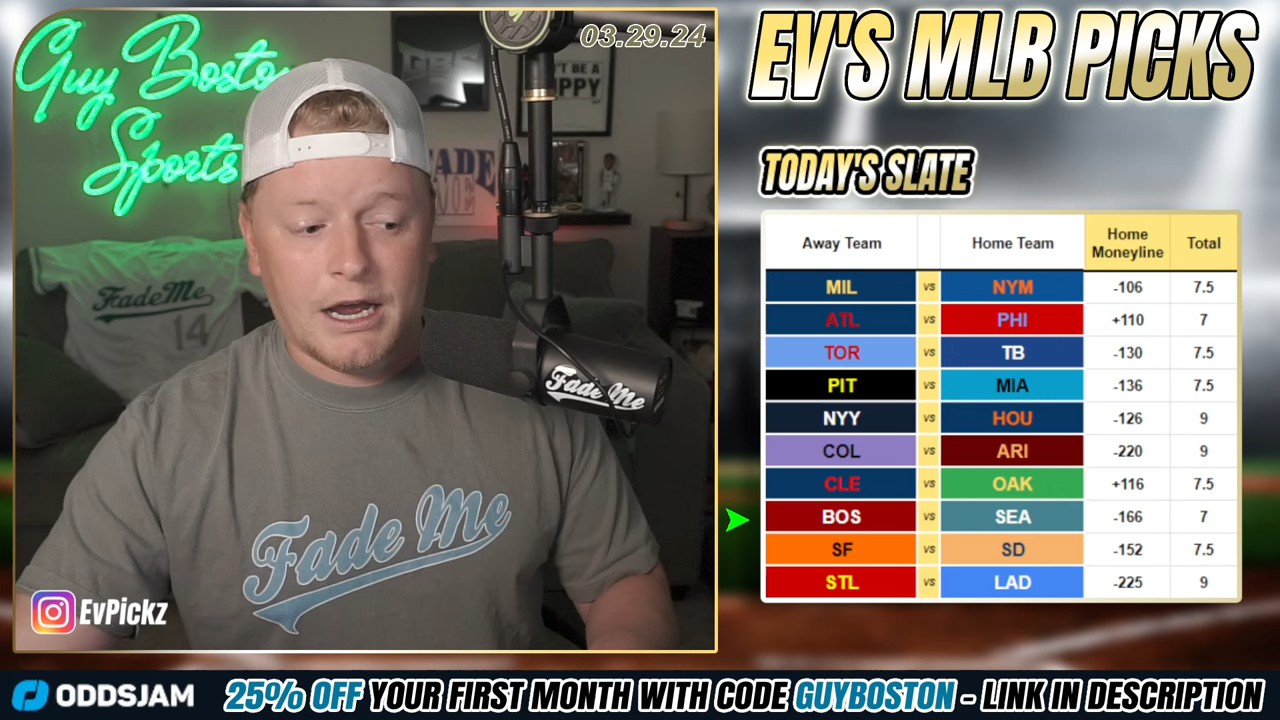 Guy Boston
Sports
03.29.24
EV'S MLB PICKS
TODAY'S SLATE
Away Team Home Team Home Moneyline Total
MIL vs NYM -106 7.5
ATL vs PHI +110 7
TOR vs TB -130 7.5
PIT vs MIA -136 7.5
NYY vs HOU -126 9
COL vs ARI -220 9
CLE vs OAK +116 7.5
BOS vs SEA -166 7
SF vs SD -152 7.5
STL vs LAD -225 9
FadeMe
14
Fade Me
Fade Me
EvPickz
ODDSJAM 25% OFF YOUR FIRST MONTH WITH CODE GUYBOSTON - LINK IN DESCRIPTION